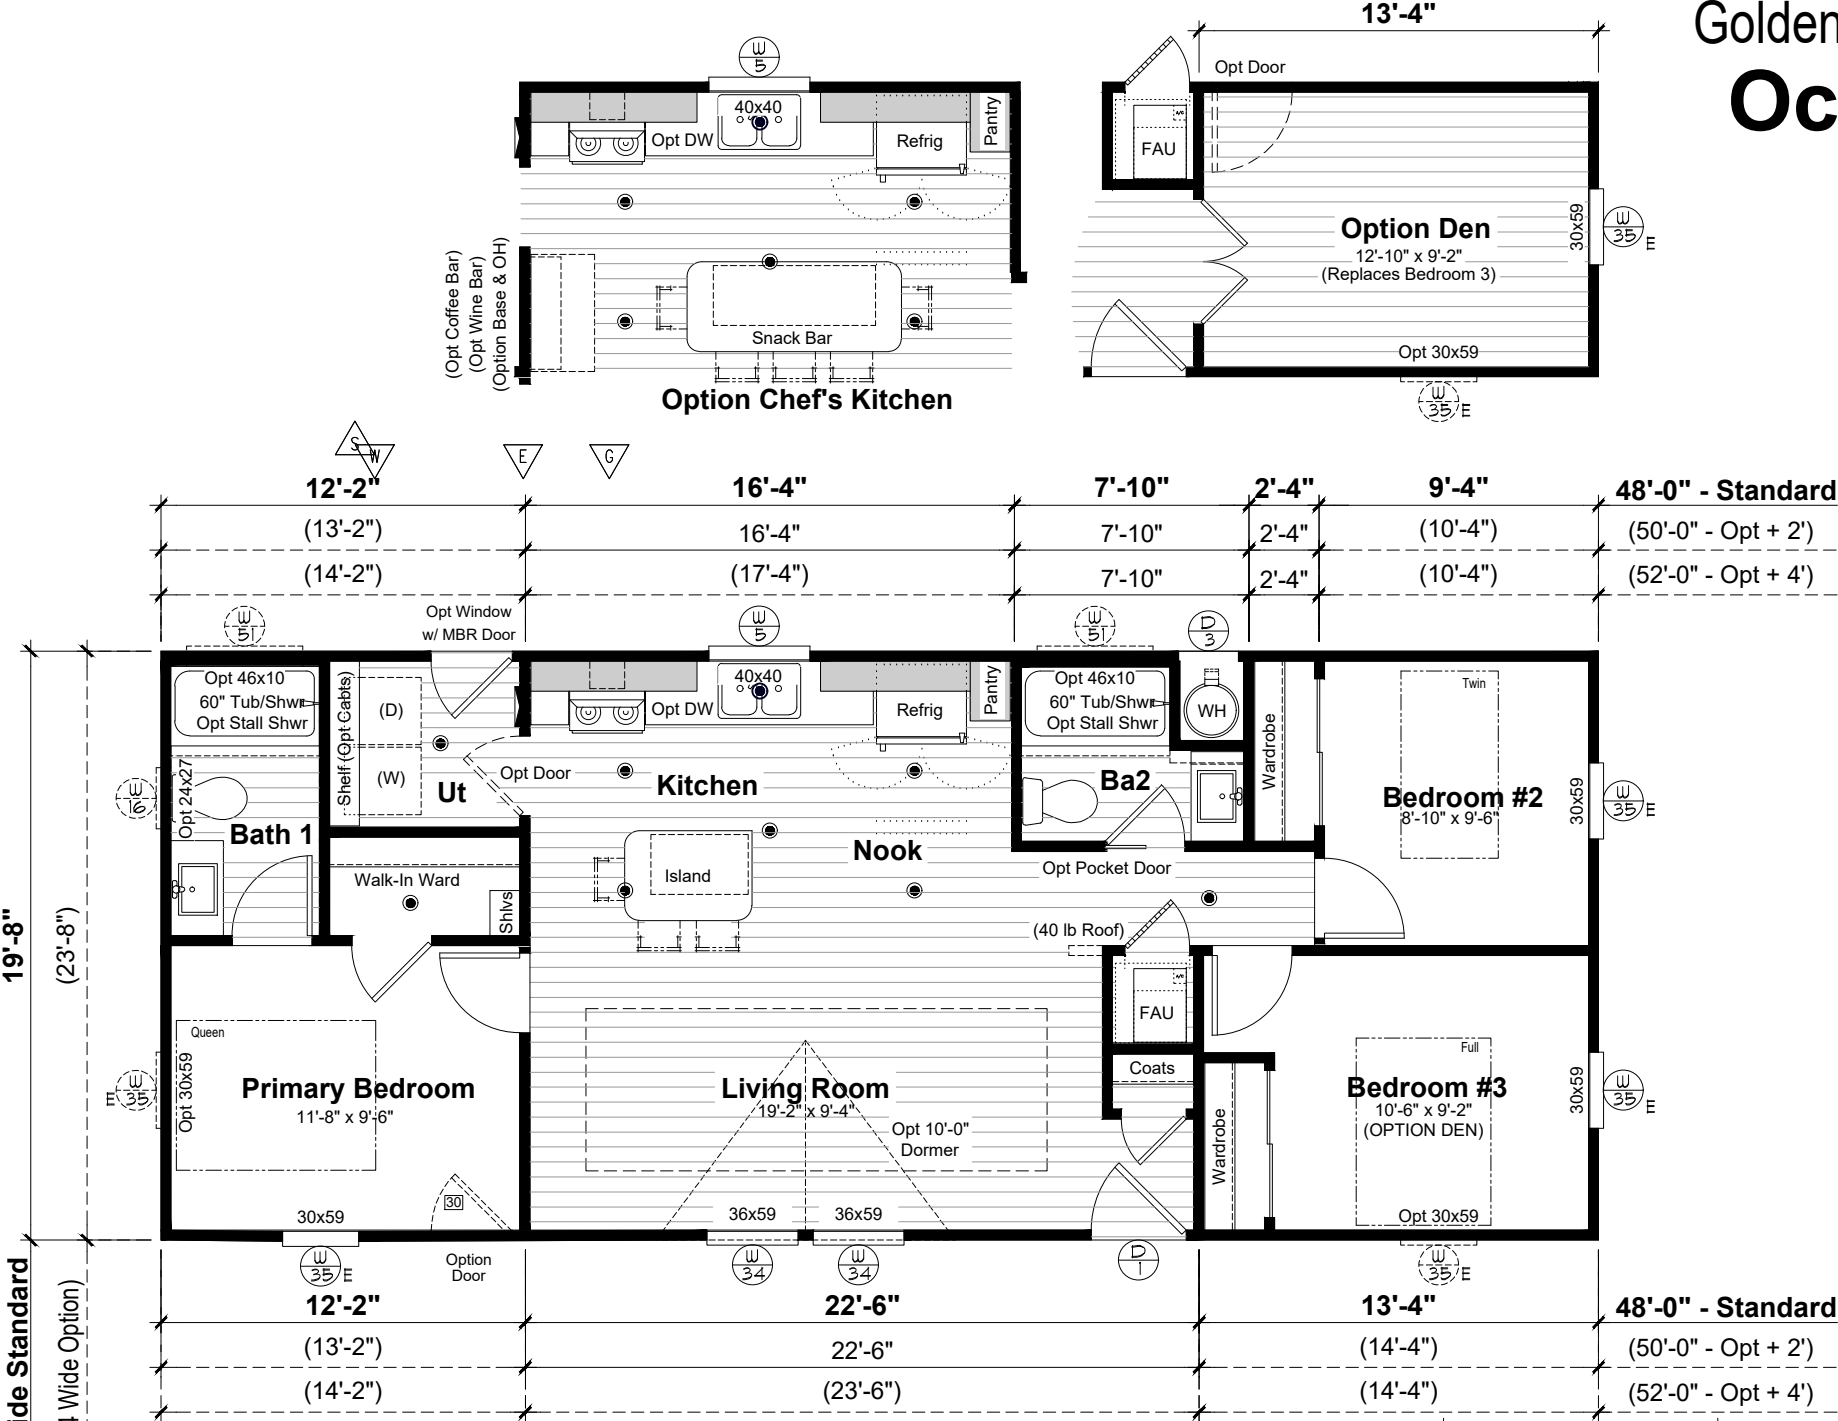 13'-4"
Golden
Oc
W
5
Opt Door
40x40
Opt DW
Refrig
Pantry
FAU
Option Den
12'-10" x 9'-2"
(Replaces Bedroom 3)
30x59
W
35
E
(Opt Coffee Bar)
(Opt Wine Bar)
(Option Base & OH)
Snack Bar
Opt 30x59
Option Chef's Kitchen
W
35
E
S
W
E
G
12'-2"
16'-4"
7'-10"
2'-4"
9'-4"
48'-0" - Standard
(13'-2")
16'-4"
7'-10"
2'-4"
(10'-4")
(50'-0" - Opt + 2')
(14'-2")
(17'-4")
7'-10"
2'-4"
(10'-4")
(52'-0" - Opt + 4')
W
51
Opt Window
w/ MBR Door
W
5
W
51
D
3
Opt 46x10
60" Tub/Shwr
Opt Stall Shwr
Shelf (Opt Cabts)
(D)
(W)
Ut
Opt Door
40x40
Opt DW
Refrig
Pantry
Opt 46x10
60" Tub/Shwr
Opt Stall Shwr
WH
Wardrobe
Twin
W
16
Opt 24x27
Bath 1
Kitchen
Nook
Ba2
Bedroom #2
8'-10" x 9'-6"
30x59
W
35
E
Walk-In Ward
Shlvs
Island
Opt Pocket Door
(40 lb Roof)
19'-8"
(23'-8")
FAU
Queen
Opt 30x59
W
35
E
Primary Bedroom
11'-8" x 9'-6"
Living Room
19'-2" x 9'-4"
Opt 10'-0"
Dormer
Coats
Wardrobe
Full
Bedroom #3
10'-6" x 9'-2"
(OPTION DEN)
30x59
W
35
E
30
30x59
36x59
36x59
Opt 30x59
W
35
E
Option
Door
W
34
W
34
D
1
W
35
E
12'-2"
22'-6"
13'-4"
48'-0" - Standard
(13'-2")
22'-6"
(14'-4")
(50'-0" - Opt + 2')
(14'-2")
(23'-6")
(14'-4")
(52'-0" - Opt + 4')
ide Standard
4 Wide Option)